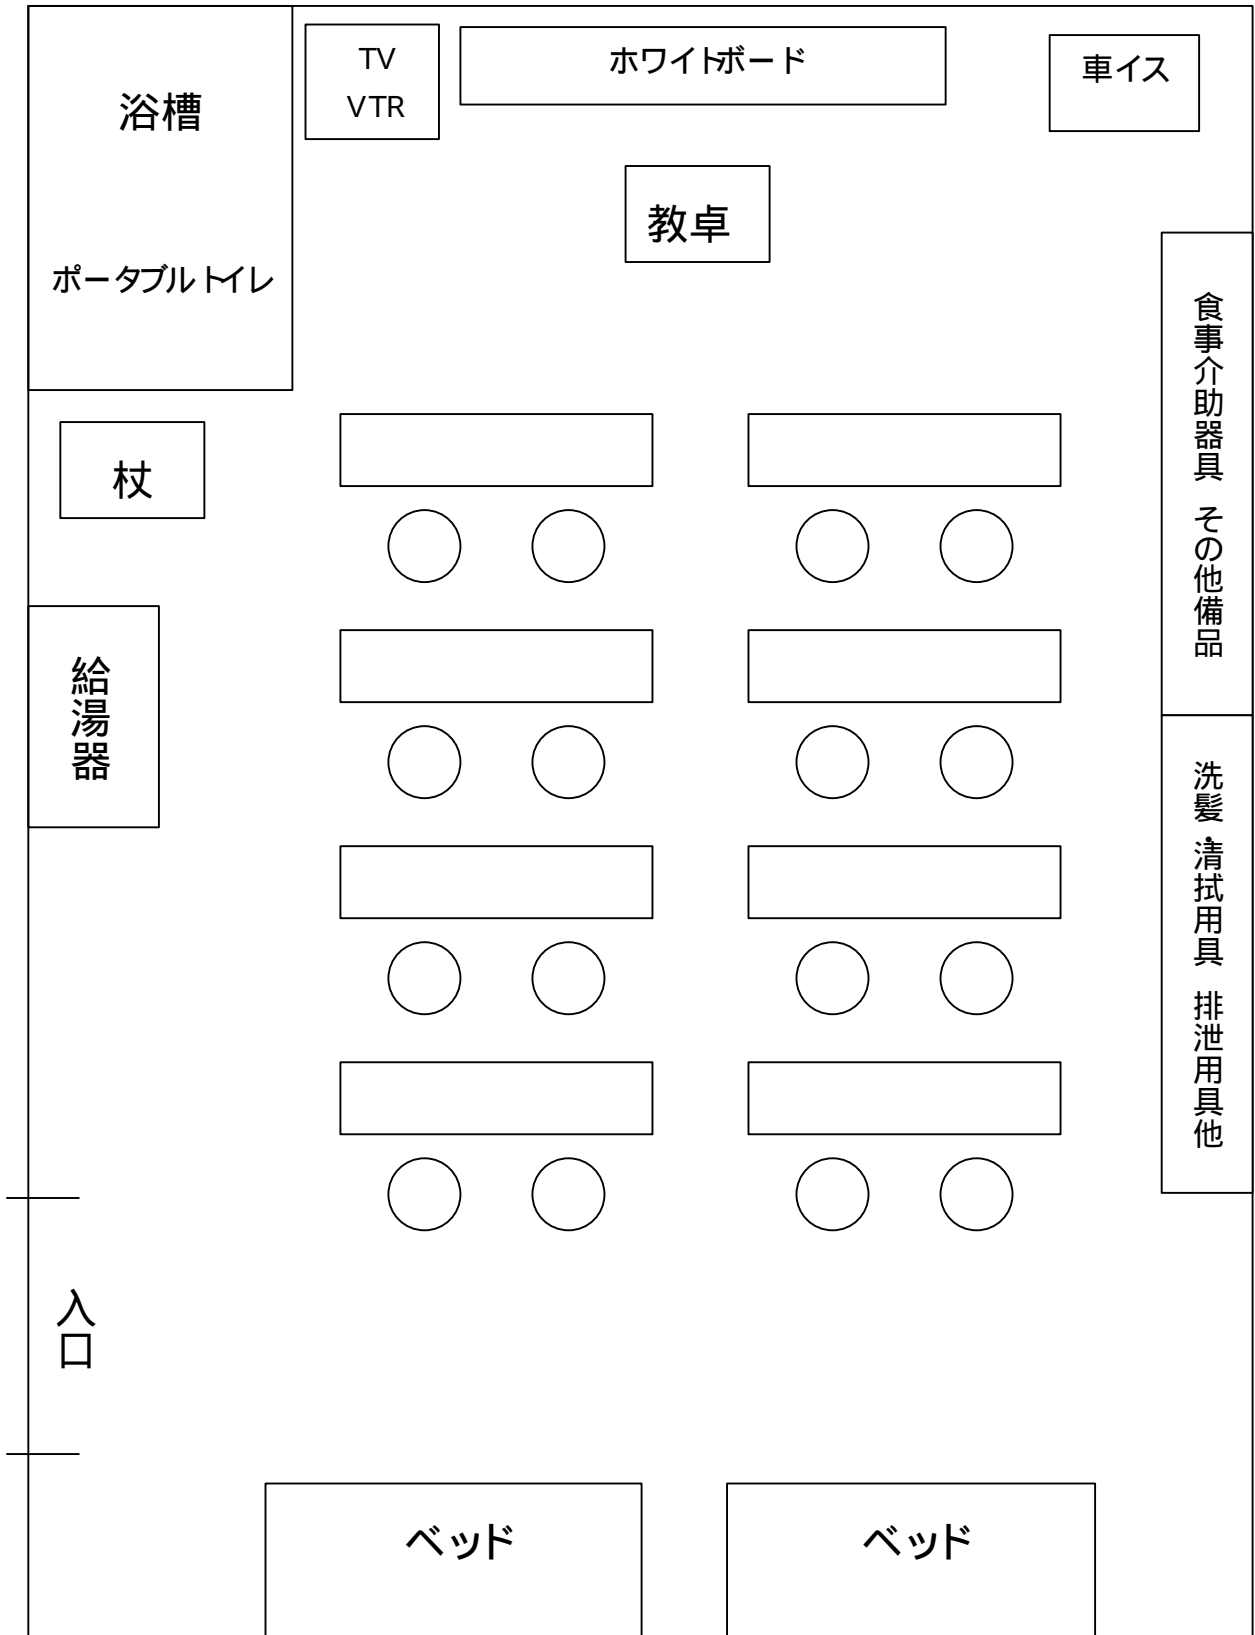 TV
VTR
ホワイトボード
車イス
浴槽
教卓
ポータブルトイレ
食事介助器具 その他備品
杖
給湯器
洗髪・清拭用具 排泄用具他
入口
ベッド
ベッド